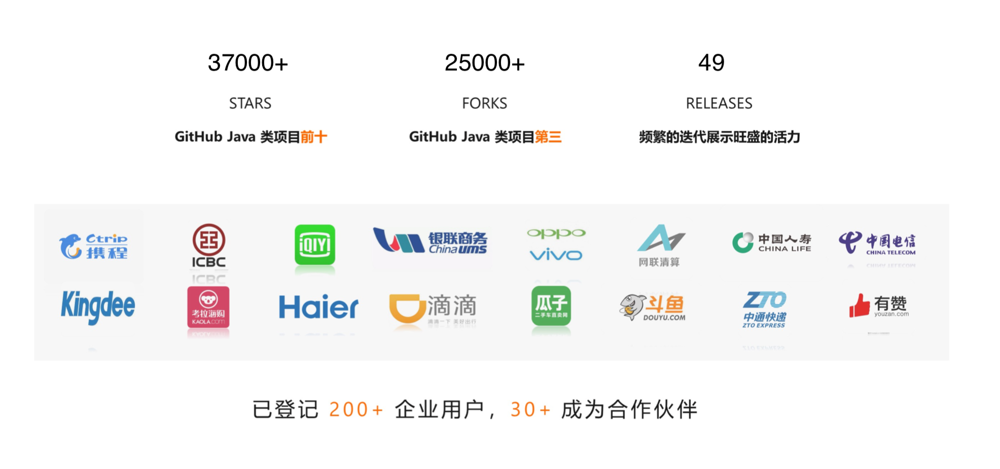 37000+ 25000+ 49
STARS FORKS RELEASES
GitHub Java 类项目前十 GitHub Java 类项目第三 频繁的迭代展示旺盛的活力
Ctrip
携程
ICBC
iQIYI
银联商务
China ums
oppo
vivo
网联清算
中国人寿
CHINA LIFE
中国电信
CHINA TELECOM
Kingdee
考拉海购
KAOLA.com
Haier
滴滴
滴滴一下 美好出行
瓜子
二手车直卖网
斗鱼
DOUYU.COM
ZTO
中通快递
ZTO EXPRESS
有赞
youzan.com
已登记 200+ 企业用户，30+ 成为合作伙伴